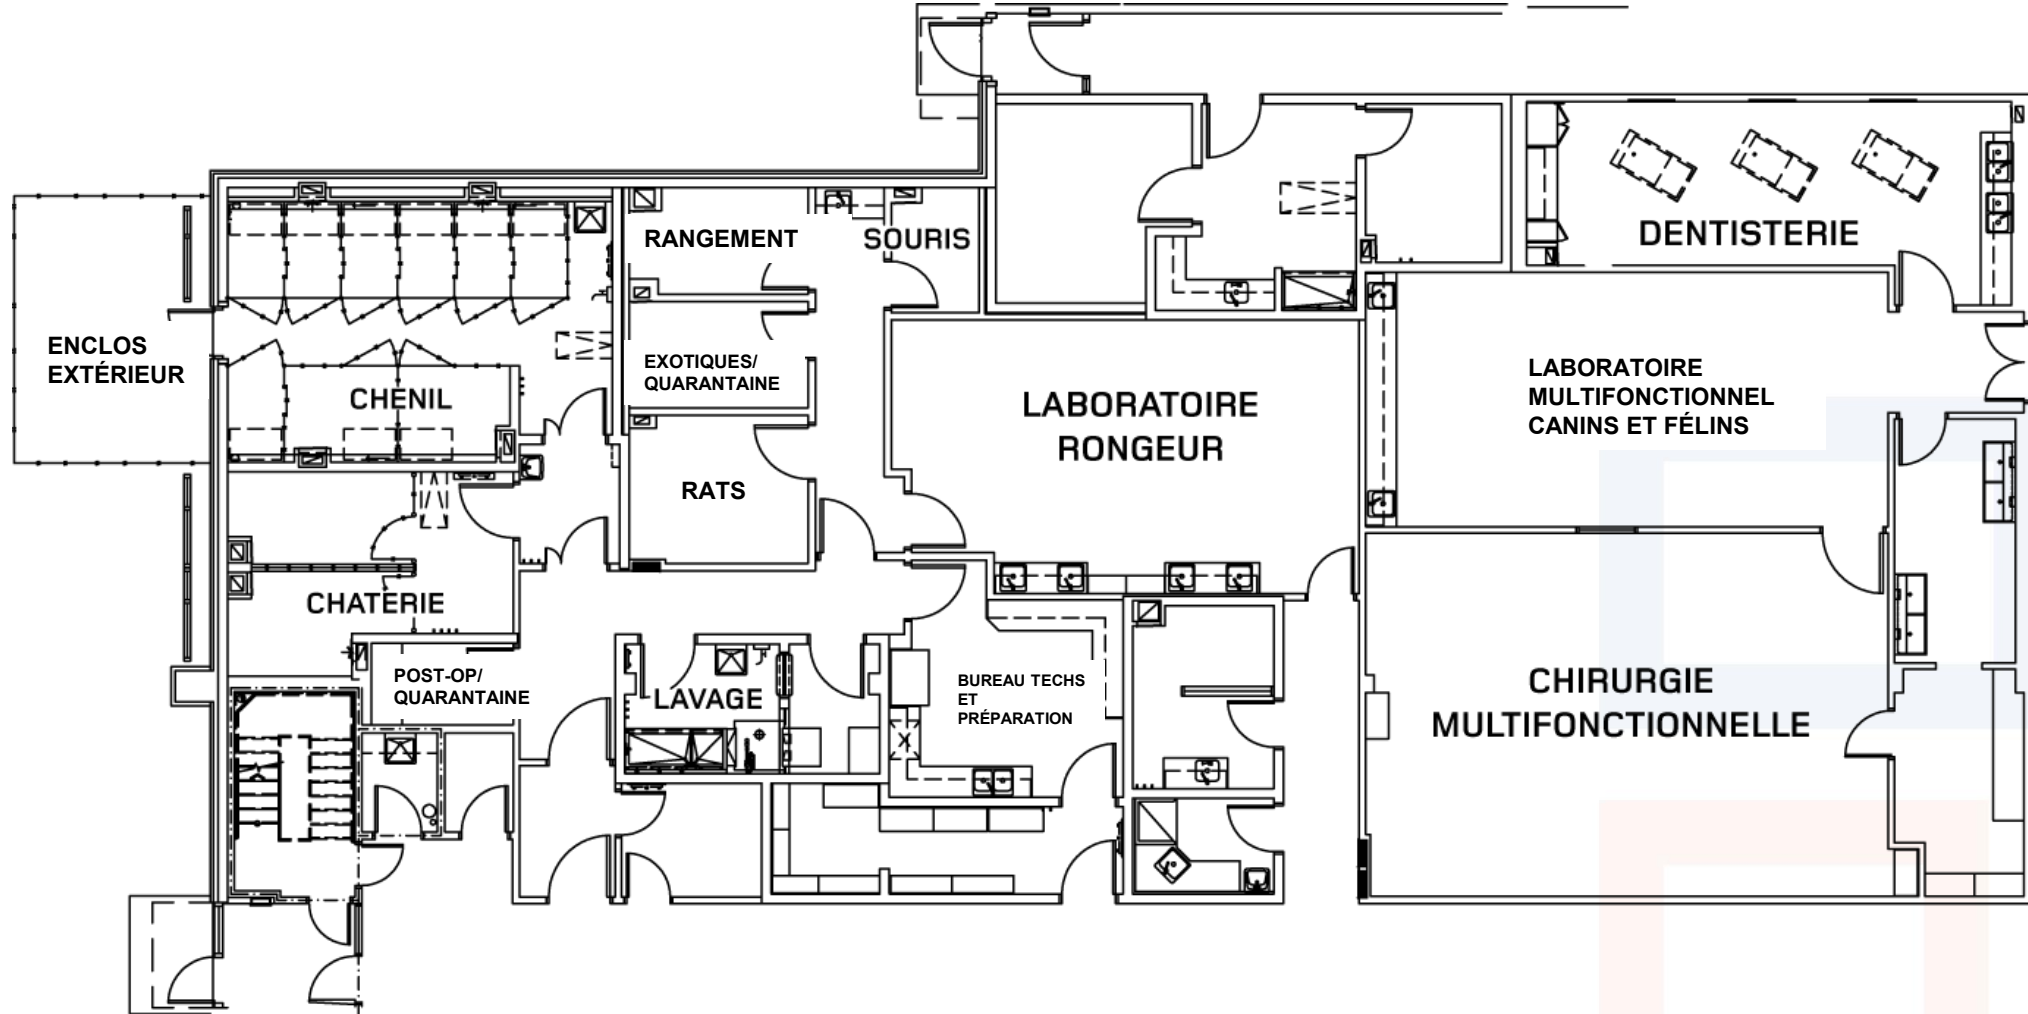 DENTISTERIE
RANGEMENT
SOURIS
ENCLOS
EXTÉRIEUR
EXOTIQUES/
QUARANTAINE
CHENIL
LABORATOIRE
RONGEUR
LABORATOIRE
MULTIFONCTIONNEL
CANINS ET FÉLINS
RATS
CHATERIE
POST-OP/
QUARANTAINE
LAVAGE
BUREAU TECHS
ET
PRÉPARATION
CHIRURGIE
MULTIFONCTIONNELLE